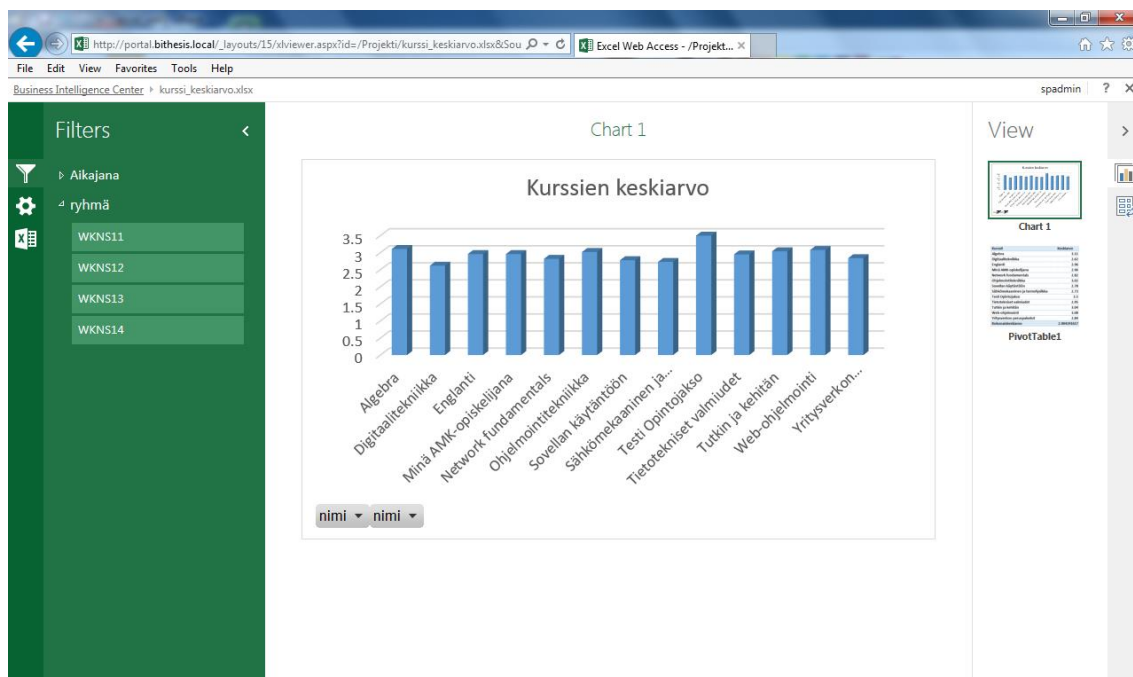 http://portal.bithesis.local/_layouts/15/xlviewer.aspx?id=/Projekti/kurssi_keskiarvo.xlsx&Sou
Excel Web Access - /Projekt...
File Edit View Favorites Tools Help
Business Intelligence Center kurssi_keskiarvo.xlsx
spadmin ? X
Filters
Aikajana
ryhmä
WKNS11
WKNS12
WKNS13
WKNS14
Chart 1
Kurssien keskiarvo
3.5
3
2.5
2
1.5
1
0.5
0
Algebra
Digitaalitekniikka
Englanti
Minä AMK-opiskelijana
Network fundamentals
Ohjelmointitekniikka
Sovellan käytäntöön
Sähkömekaaninen ja...
Testi Opintojakso
Tietotekniset valmiudet
Tutkin ja kehitän
Web-ohjelmointi
Yritysverkon...
nimi nimi
View
Chart 1
PivotTable1